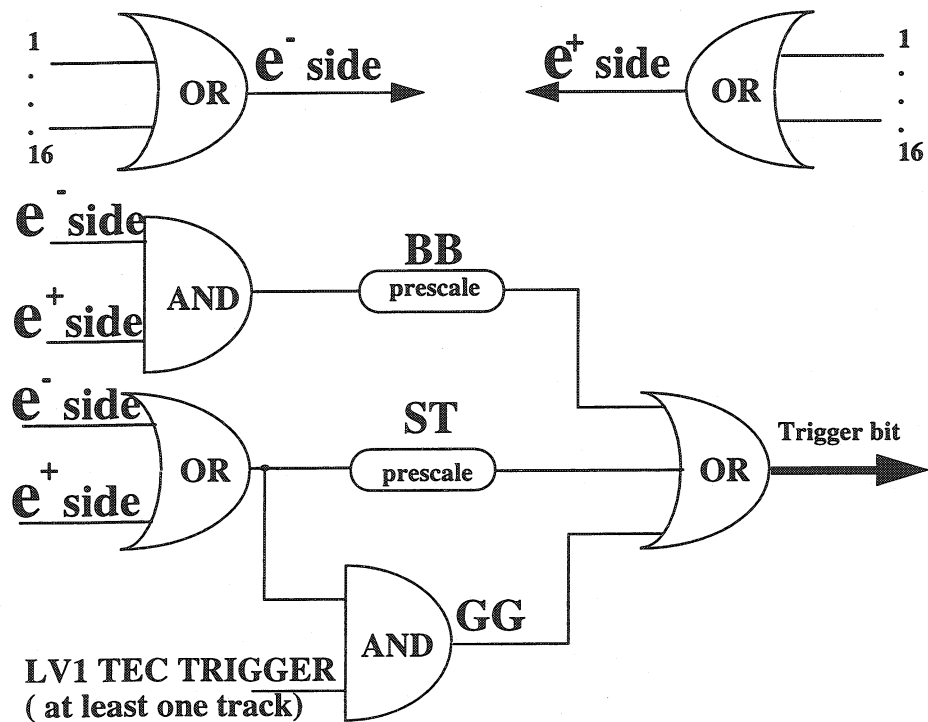 1
.
.
.
16
OR
e- side
e+ side
OR
1
.
.
.
16
e- side
e+ side
AND
BB
prescale
e- side
e+ side
OR
ST
prescale
OR
Trigger bit
AND
GG
LV1 TEC TRIGGER
( at least one track)